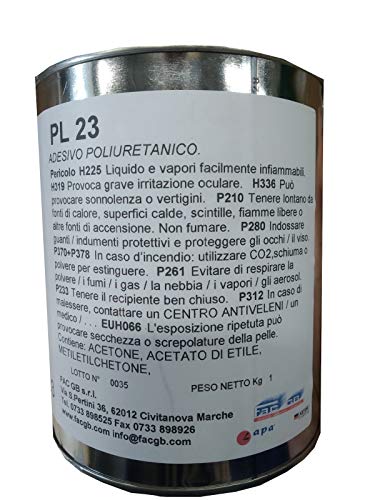 PL 23
ADESIVO POLIURETANICO.
Pericolo H225 Liquido e vapori facilmente infiammabili.
H319 Provoca grave irritazione oculare. H336 Può
provocare sonnolenza o vertigini. P210 Tenere lontano da
fonti di calore, superfici calde, scintille, fiamme libere o
altre fonti di accensione. Non fumare. P280 Indossare
guanti / indumenti protettivi e proteggere gli occhi / il viso.
P370+P378 In caso d'incendio: utilizzare CO2,schiuma o
polvere per estinguere. P261 Evitare di respirare la
polvere / i fumi / i gas / la nebbia / i vapori / gli aerosol.
P233 Tenere il recipiente ben chiuso. P312 In caso di
malessere, contattare un CENTRO ANTIVELENI / un
medico / . . . EUH066 L'esposizione ripetuta può
provocare secchezza o screpolature della pelle.
Contiene: ACETONE, ACETATO DI ETILE,
METILETILCHETONE,
LOTTO N° 0035 PESO NETTO Kg 1
FAC GB s.r.l.
Via S.Pertini 36, 62012 Civitanova Marche
Tel. 0733 898525 Fax 0733 898926
www.facgb.com info@facgb.com
apa